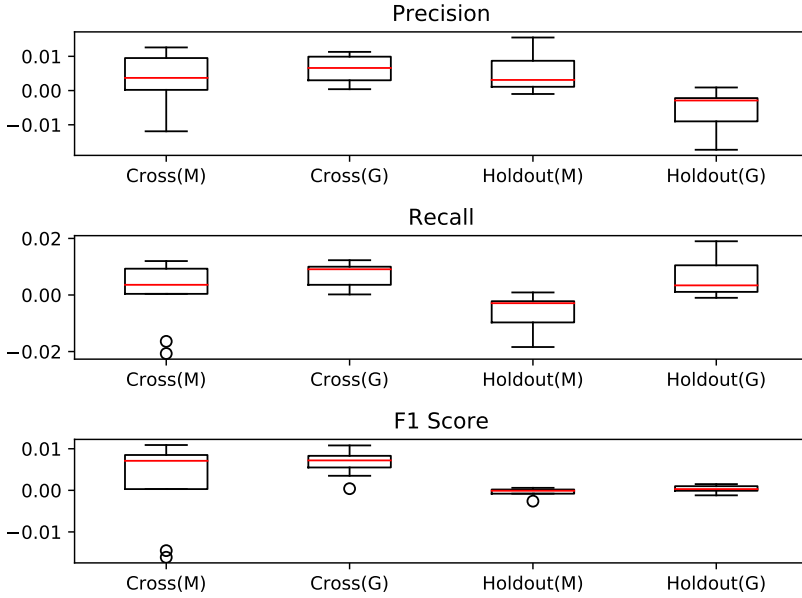 Precision
0.01
0.00
−0.01
Cross(M) Cross(G) Holdout(M) Holdout(G)
Recall
0.02
0.00
−0.02
Cross(M) Cross(G) Holdout(M) Holdout(G)
F1 Score
0.01
0.00
−0.01
Cross(M) Cross(G) Holdout(M) Holdout(G)